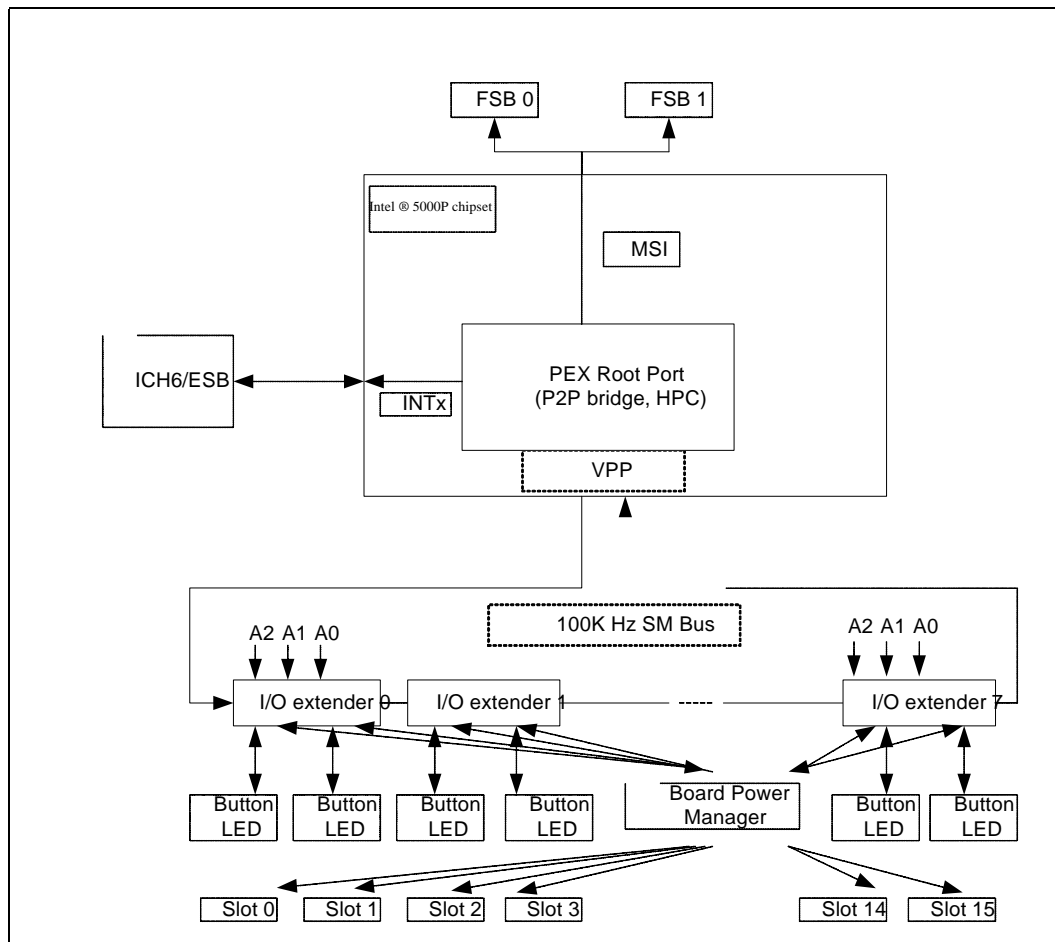 FSB 0
FSB 1
Intel ® 5000P chipset
MSI
ICH6/ESB
INTx
PEX Root Port
(P2P bridge, HPC)
VPP
100K Hz SM Bus
A2 A1 A0
A2 A1 A0
I/O extender 0
I/O extender 1
I/O extender 7
Button
LED
Button
LED
Button
LED
Button
LED
Board Power
Manager
Button
LED
Button
LED
Slot 0
Slot 1
Slot 2
Slot 3
Slot 14
Slot 15